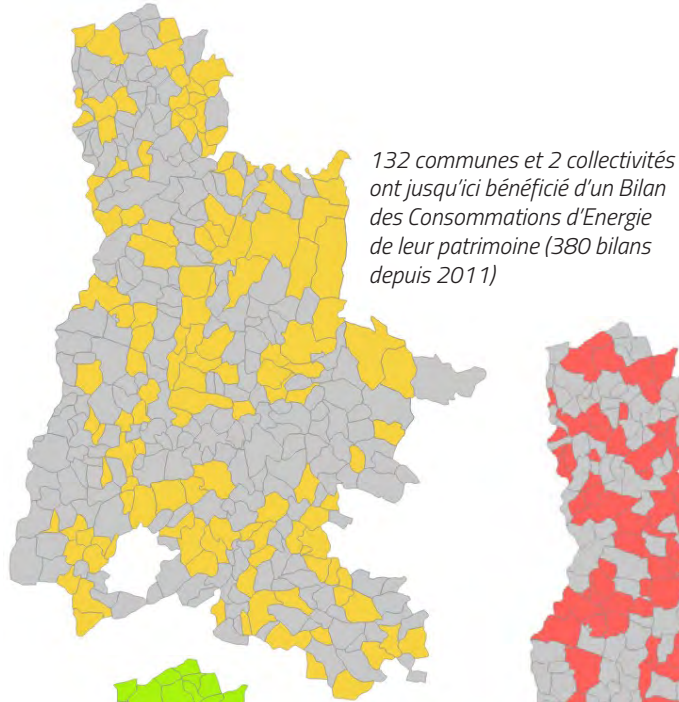 132 communes et 2 collectivités
ont jusqu'ici bénéficié d'un Bilan
des Consommations d'Energie
de leur patrimoine (380 bilans
depuis 2011)